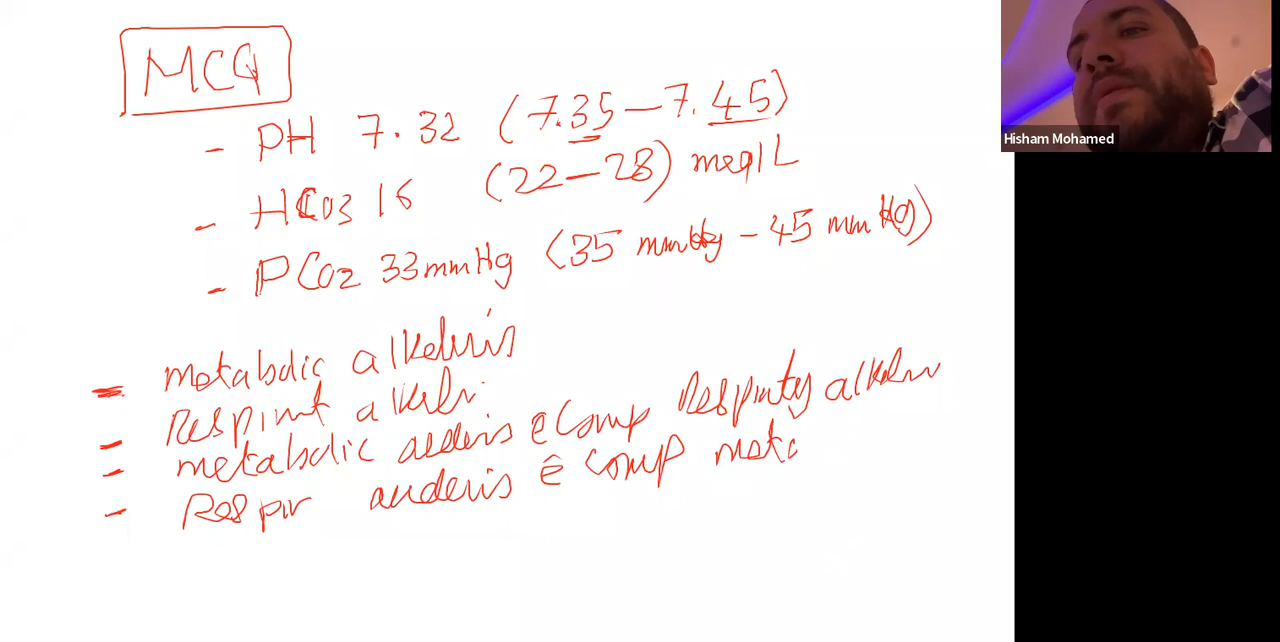 MCQ
- PH 7.32 (7.35 - 7.45)
- HCO3 16 (22-28) meq/L
- PCO2 33mmHg (35 mmHg - 45 mmHg)
- metabolic alkalosis
- Respirat alkal
- metabolic acidosis ē comp Respiratory alkalosis
- Respir acidosis ē comp meta
Hisham Mohamed